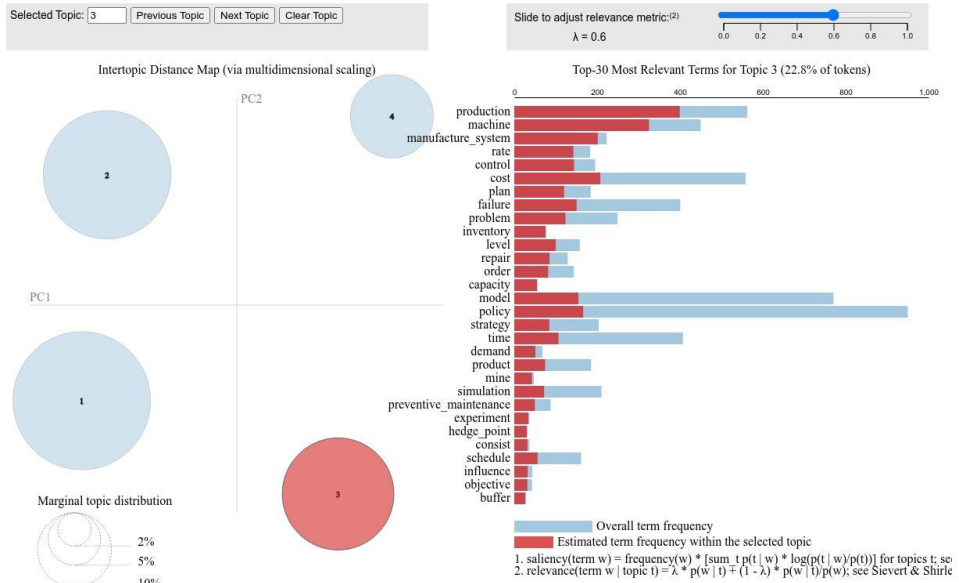 Selected Topic: 3 Previous Topic Next Topic Clear Topic
Slide to adjust relevance metric:(2)
λ = 0.6
0.0 0.2 0.4 0.6 0.8 1.0
Intertopic Distance Map (via multidimensional scaling)
PC2
PC1
4
2
1
3
Marginal topic distribution
2%
5%
10%
Top-30 Most Relevant Terms for Topic 3 (22.8% of tokens)
0 200 400 600 800 1,000
production
machine
manufacture_system
rate
control
cost
plan
failure
problem
inventory
level
repair
order
capacity
model
policy
strategy
time
demand
product
mine
simulation
preventive_maintenance
experiment
hedge_point
consist
schedule
influence
objective
buffer
Overall term frequency
Estimated term frequency within the selected topic
1. saliency(term w) = frequency(w) * [sum_t p(t | w) * log(p(t | w)/p(t))] for topics t; see
2. relevance(term w | topic t) = λ * p(w | t) + (1 - λ) * p(w | t)/p(w); see Sievert & Shirle